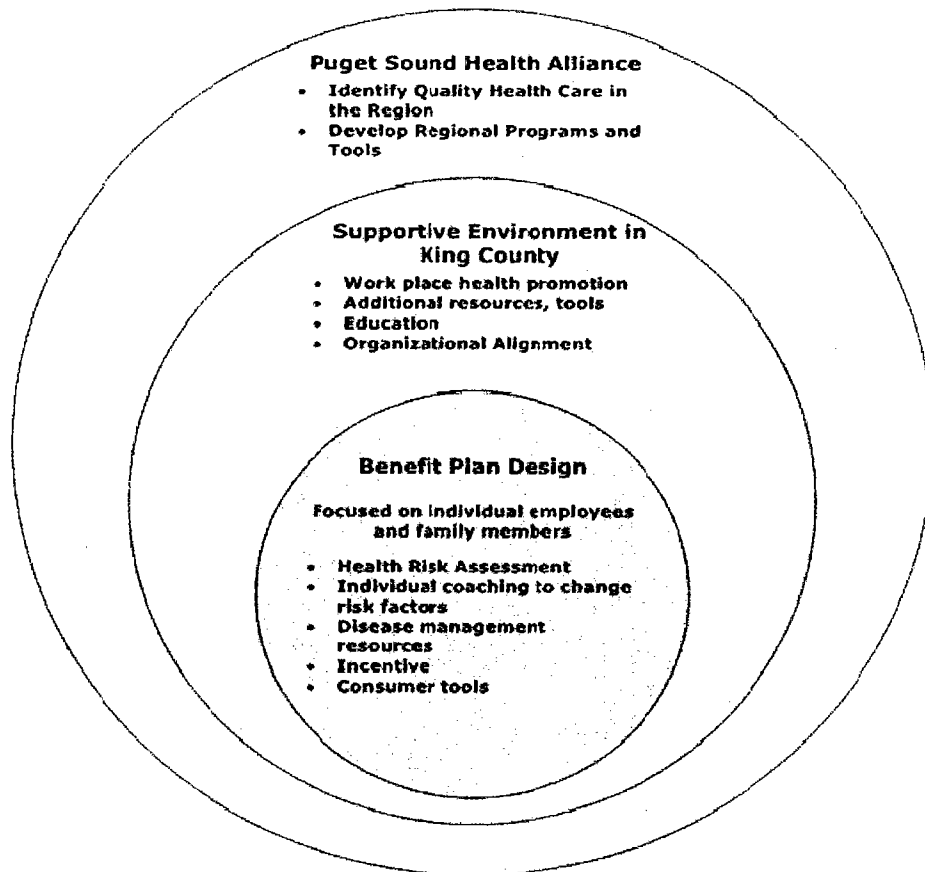 Puget Sound Health Alliance
• Identify Quality Health Care in
the Region
• Develop Regional Programs and
Tools
Supportive Environment in
King County
• Work place health promotion
• Additional resources, tools
• Education
• Organizational Alignment
Benefit Plan Design
Focused on individual employees
and family members
• Health Risk Assessment
• Individual coaching to change
risk factors
• Disease management
resources
• Incentive
• Consumer tools